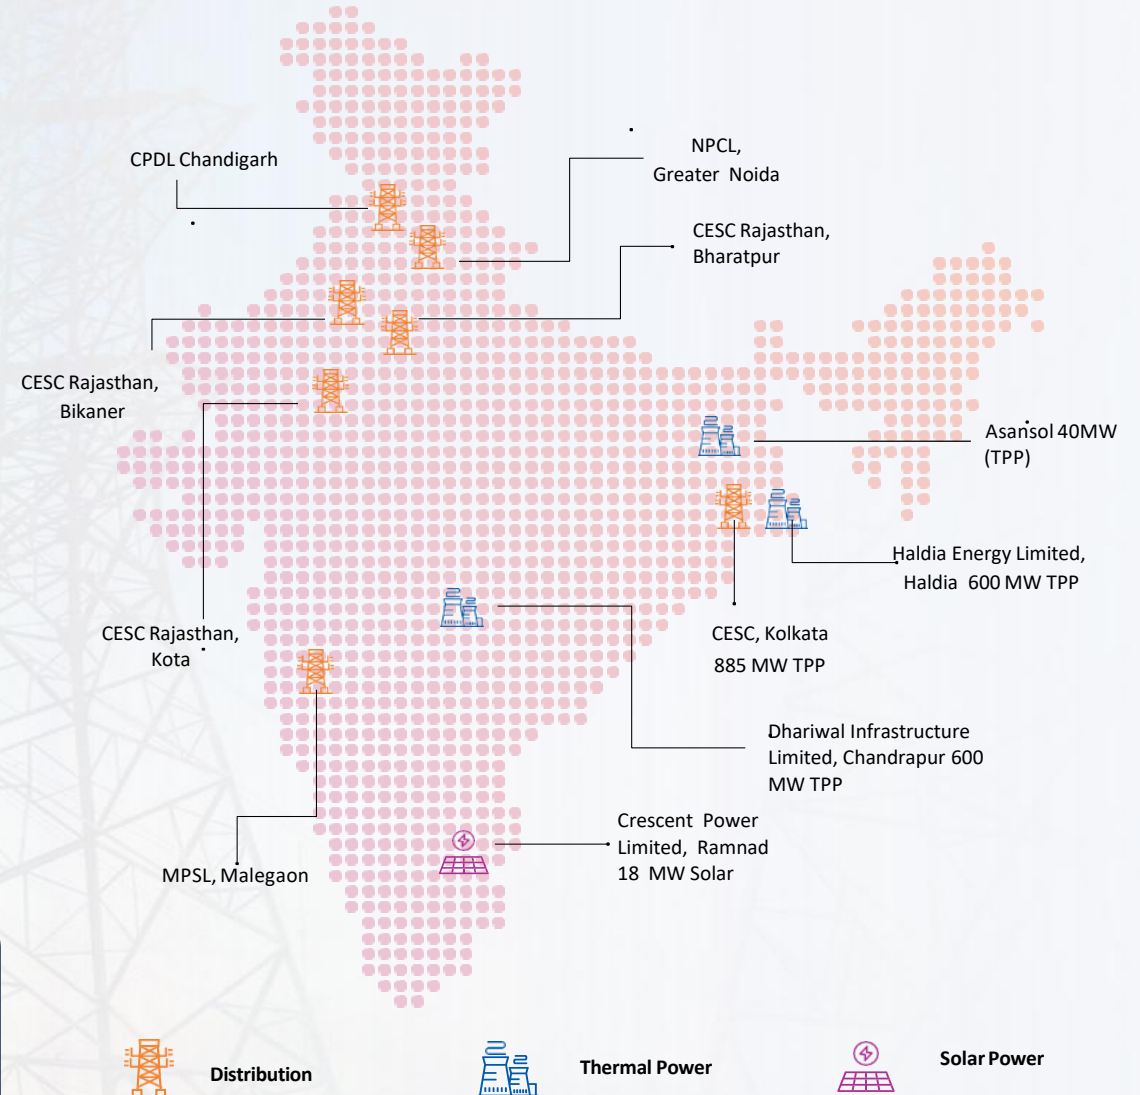 CPDL Chandigarh
NPCL,
Greater Noida
CESC Rajasthan,
Bharatpur
CESC Rajasthan,
Bikaner
Asansol 40MW
(TPP)
Haldia Energy Limited,
Haldia 600 MW TPP
CESC Rajasthan,
Kota
CESC, Kolkata
885 MW TPP
Dhariwal Infrastructure
Limited, Chandrapur 600
MW TPP
Crescent Power
Limited, Ramnad
18 MW Solar
MPSL, Malegaon
Distribution
Thermal Power
Solar Power